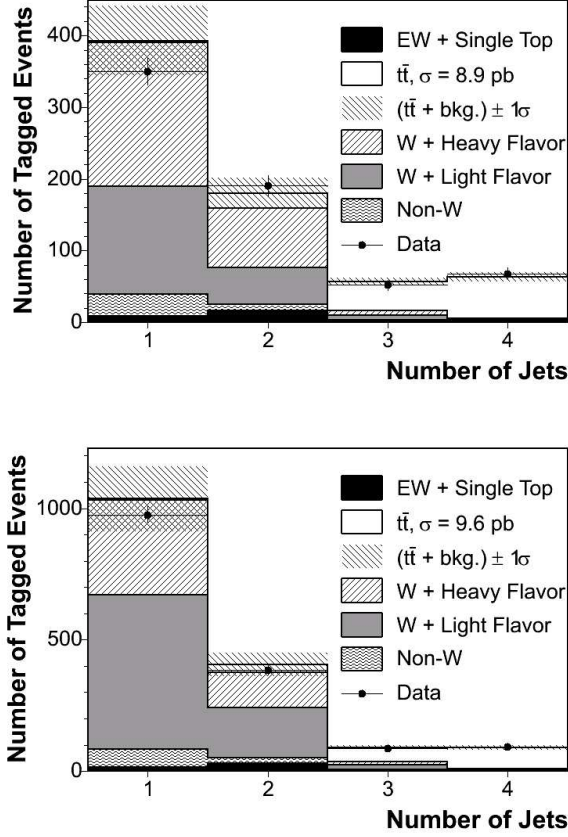 Number of Tagged Events
400
300
200
100
0
EW + Single Top
tt̄, σ = 8.9 pb
(tt̄ + bkg.) ± 1σ
W + Heavy Flavor
W + Light Flavor
Non-W
Data
1 2 3 4
Number of Jets
Number of Tagged Events
1000
500
0
EW + Single Top
tt̄, σ = 9.6 pb
(tt̄ + bkg.) ± 1σ
W + Heavy Flavor
W + Light Flavor
Non-W
Data
1 2 3 4
Number of Jets